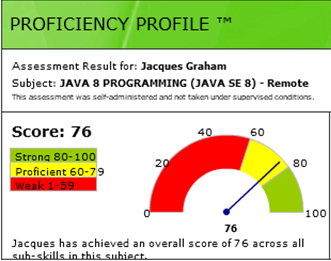 PROFICIENCY PROFILE ™
Assessment Result for: Jacques Graham
Subject: JAVA 8 PROGRAMMING (JAVA SE 8) - Remote
This assessment was self-administered and not taken under supervised conditions.
Score: 76
Strong 80-100
Proficient 60-79
Weak 1-59
0
20
40
60
80
100
76
Jacques has achieved an overall score of 76 across all
sub-skills in this subject.